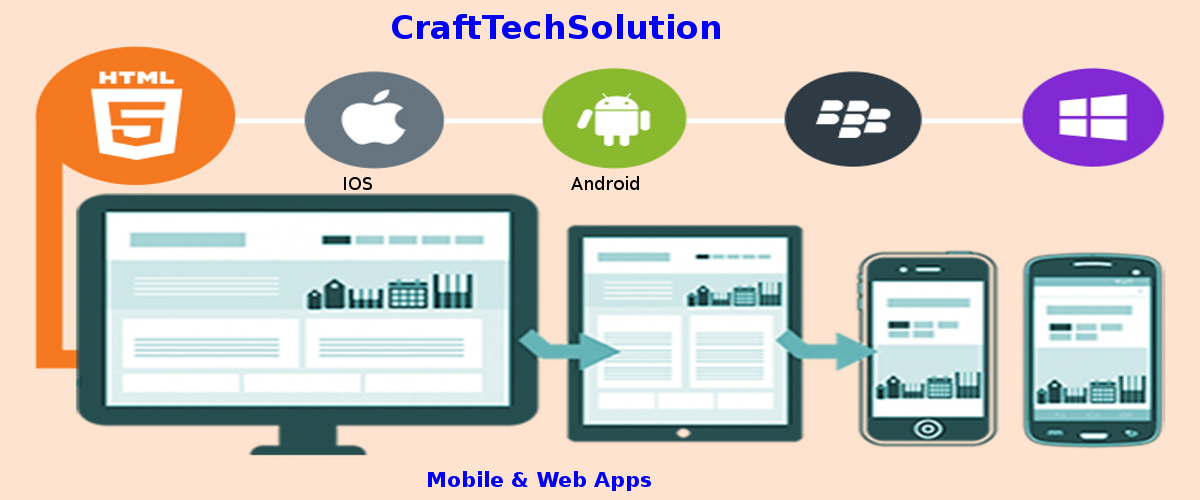 CraftTechSolution
HTML
5
IOS
Android
Mobile & Web Apps